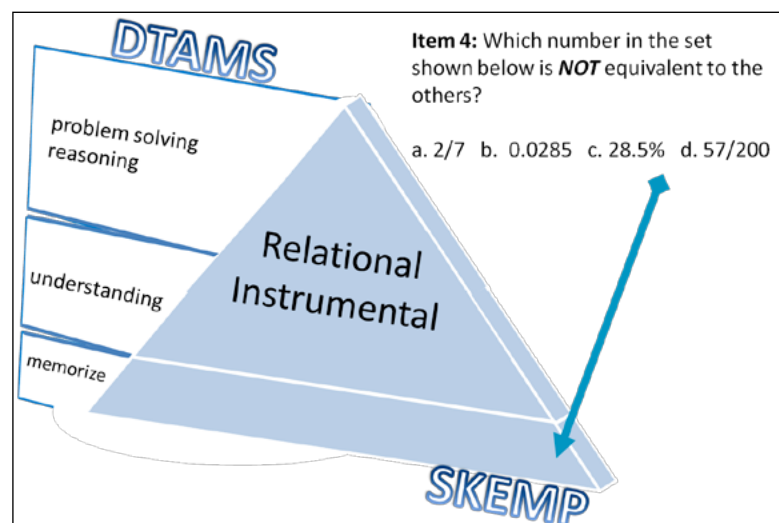 DTAMS
Item 4: Which number in the set
shown below is NOT equivalent to the
others?
a. 2/7 b. 0.0285 c. 28.5% d. 57/200
problem solving
reasoning
understanding
memorize
Relational
Instrumental
SKEMP